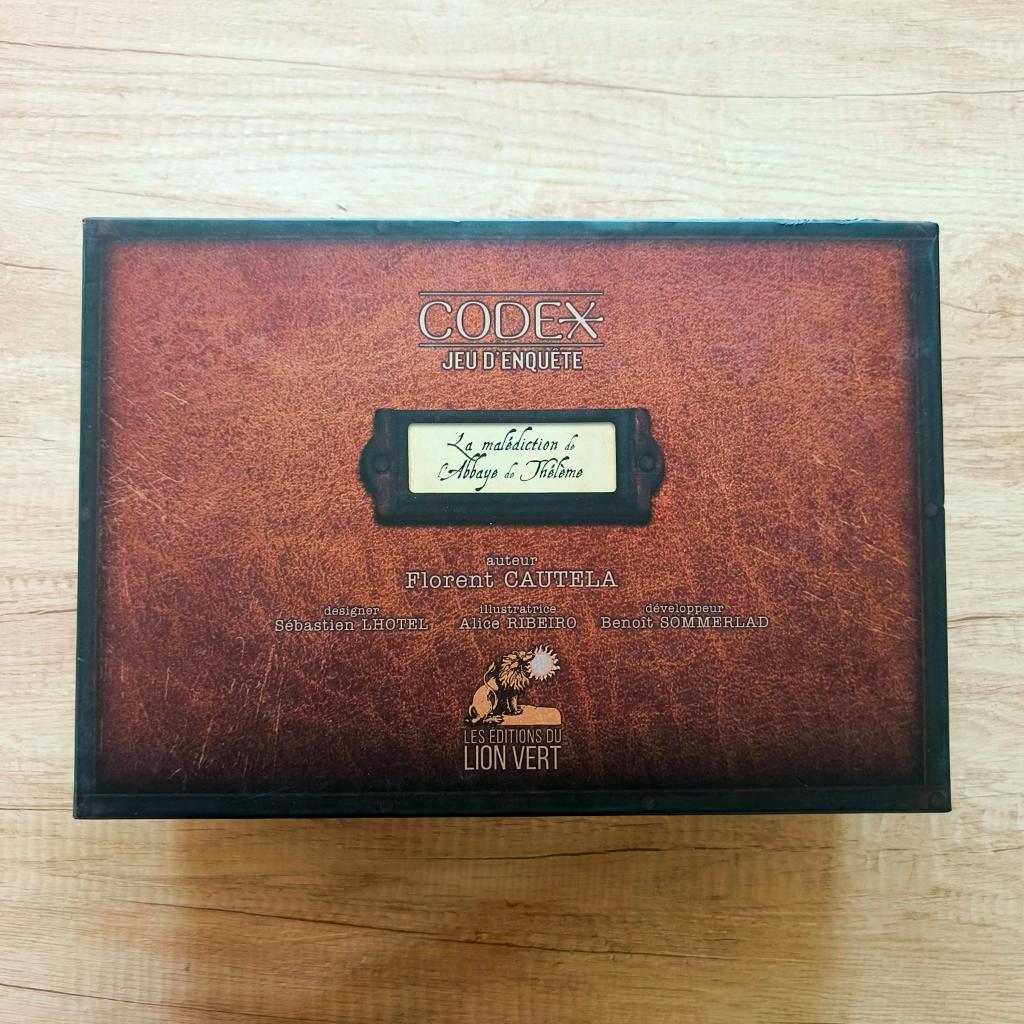 CODEX
JEU D'ENQUÊTE
La malédiction de
l'Abbaye de Thélème
auteur
Florent CAUTELA
designer illustratrice développeur
Sébastien LHOTEL Alice RIBEIRO Benoît SOMMERLAD
LES ÉDITIONS DU
LION VERT